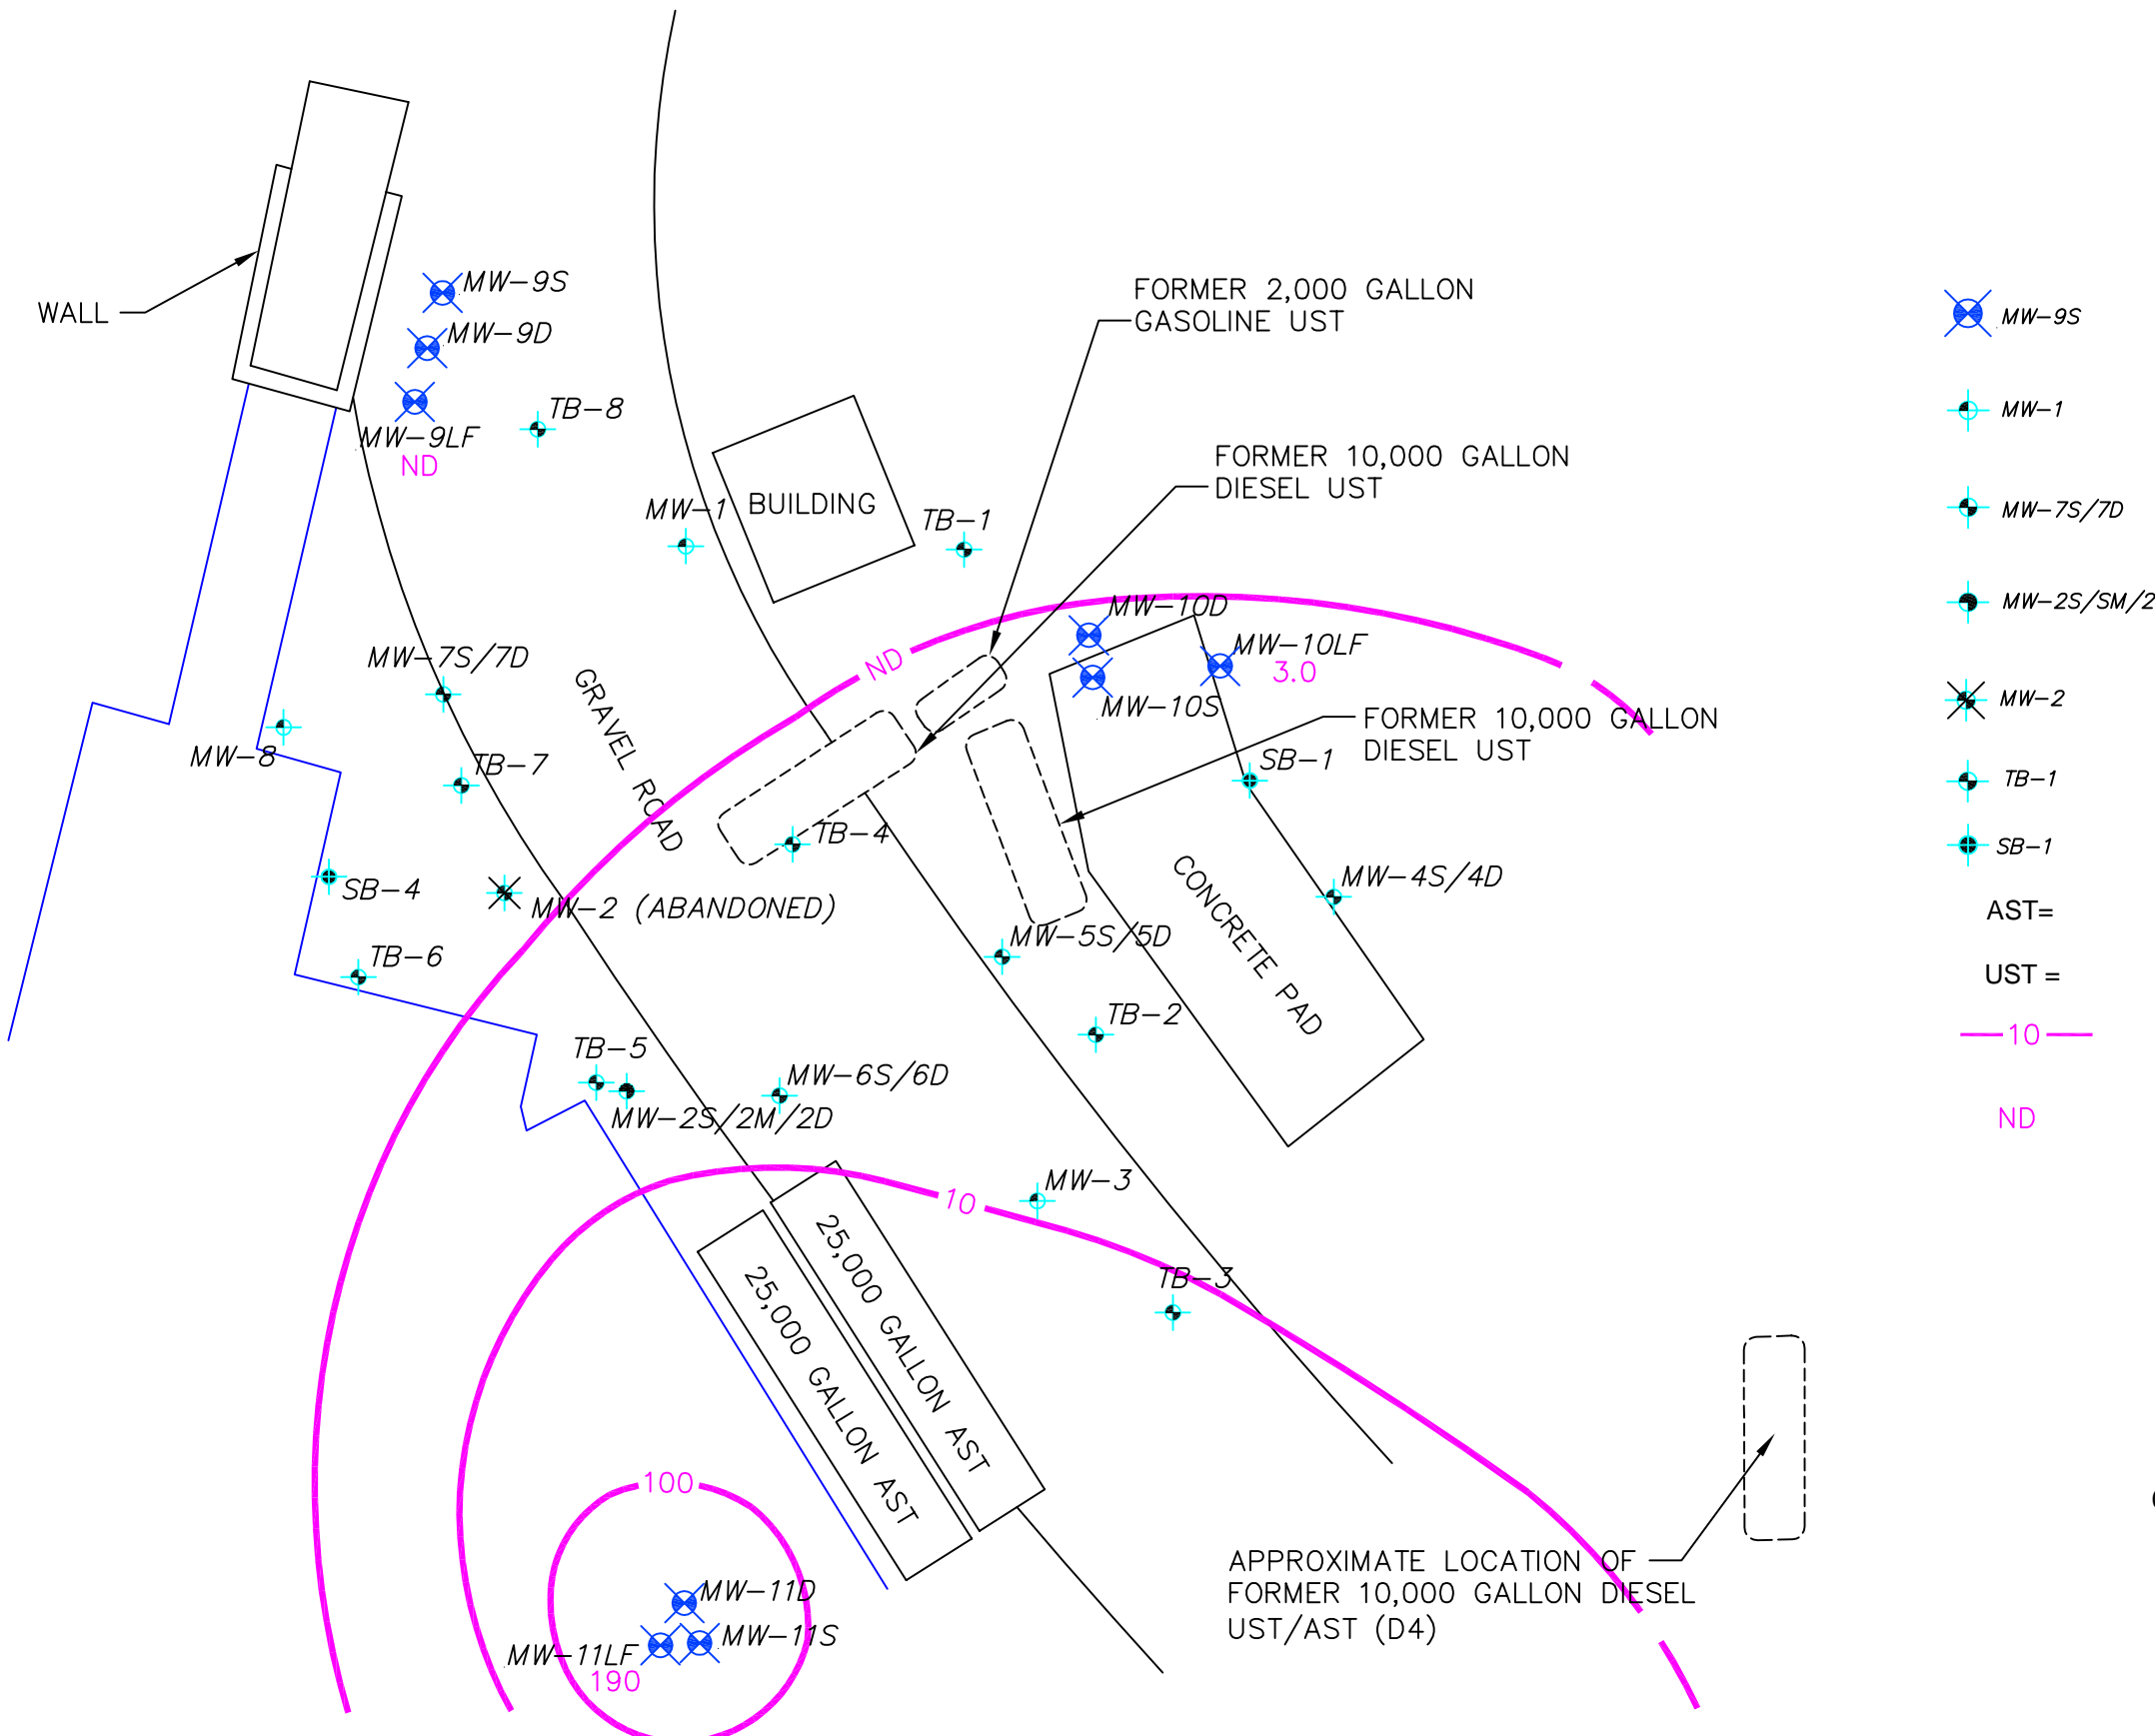 WALL
MW-9S
MW-9D
MW-9LF
ND
TB-8
MW-1
BUILDING
TB-1
FORMER 2,000 GALLON
GASOLINE UST
FORMER 10,000 GALLON
DIESEL UST
MW-10D
MW-10LF
3.0
MW-10S
FORMER 10,000 GALLON
DIESEL UST
ND
MW-7S/7D
GRAVEL ROAD
MW-8
TB-7
SB-1
TB-4
SB-4
MW-2 (ABANDONED)
MW-4S/4D
CONCRETE PAD
MW-5S/5D
TB-6
TB-2
TB-5
MW-6S/6D
MW-2S/2M/2D
MW-3
10
TB-3
25,000 GALLON AST
25,000 GALLON AST
100
MW-11D
MW-11S
MW-11LF
190
APPROXIMATE LOCATION OF
FORMER 10,000 GALLON DIESEL
UST/AST (D4)
MW-9S
MW-1
MW-7S/7D
MW-2S/SM/2
MW-2
TB-1
SB-1
AST=
UST =
10
ND